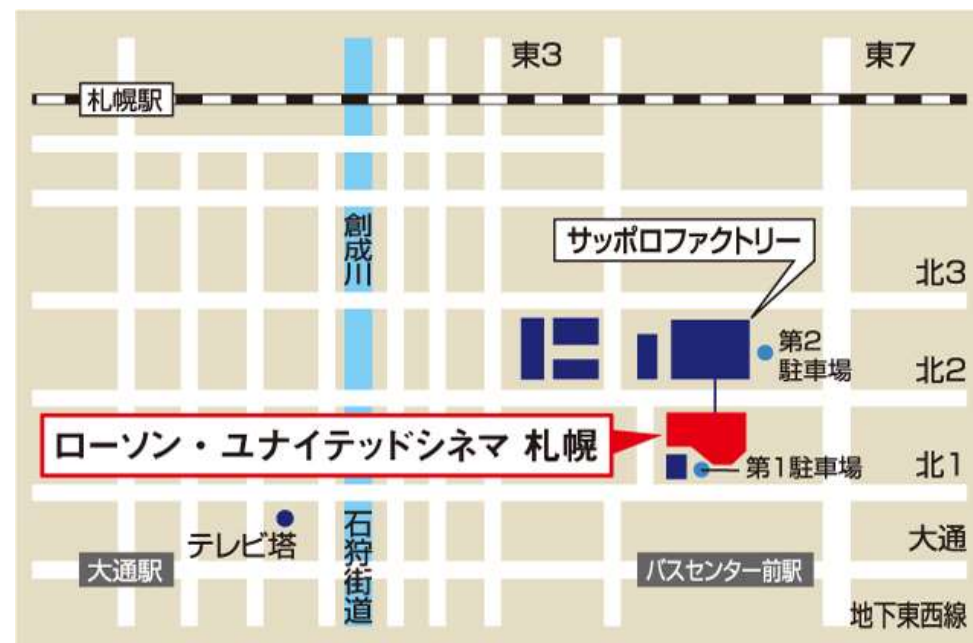 東3
東7
札幌駅
創成川
サッポロファクトリー
北3
第2
駐車場
北2
ローソン・ユナイテッドシネマ 札幌
第1駐車場
北1
テレビ塔
石狩街道
大通
大通駅
バスセンター前駅
地下東西線